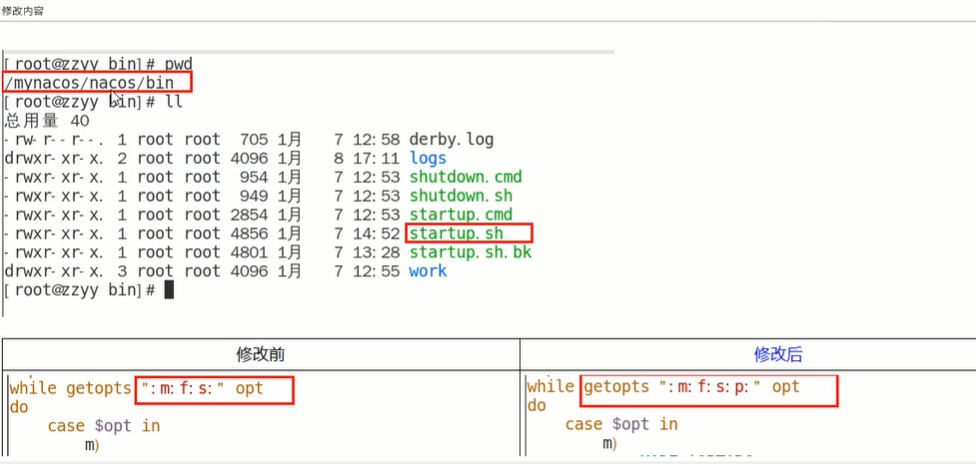 修改内容
[root@zzyy bin]# pwd
/mynacos/nacos/bin
[root@zzyy bin]# ll
总用量 40
-rw-r--r--. 1 root root 705 1月 7 12:58 derby.log
drwxr-xr-x. 2 root root 4096 1月 8 17:11 logs
-rwxr-xr-x. 1 root root 954 1月 7 12:53 shutdown.cmd
-rwxr-xr-x. 1 root root 949 1月 7 12:53 shutdown.sh
-rwxr-xr-x. 1 root root 2854 1月 7 12:53 startup.cmd
-rwxr-xr-x. 1 root root 4856 1月 7 14:52 startup.sh
-rwxr-xr-x. 1 root root 4801 1月 7 13:28 startup.sh.bk
drwxr-xr-x. 3 root root 4096 1月 7 12:55 work
[root@zzyy bin]#
修改前
while getopts ":m:f:s:" opt
do
case $opt in
m)
修改后
while getopts ":m:f:s:p:" opt
do
case $opt in
m)